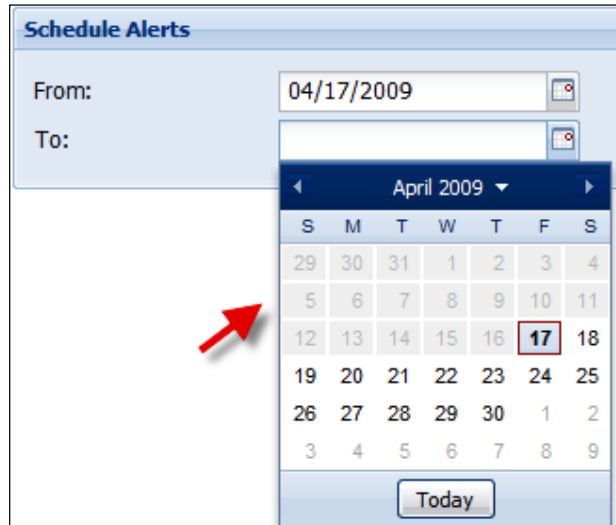 Schedule Alerts
From: 04/17/2009
To:
April 2009
S M T W T F S
29 30 31 1 2 3 4
5 6 7 8 9 10 11
12 13 14 15 16 17 18
19 20 21 22 23 24 25
26 27 28 29 30 1 2
3 4 5 6 7 8 9
Today